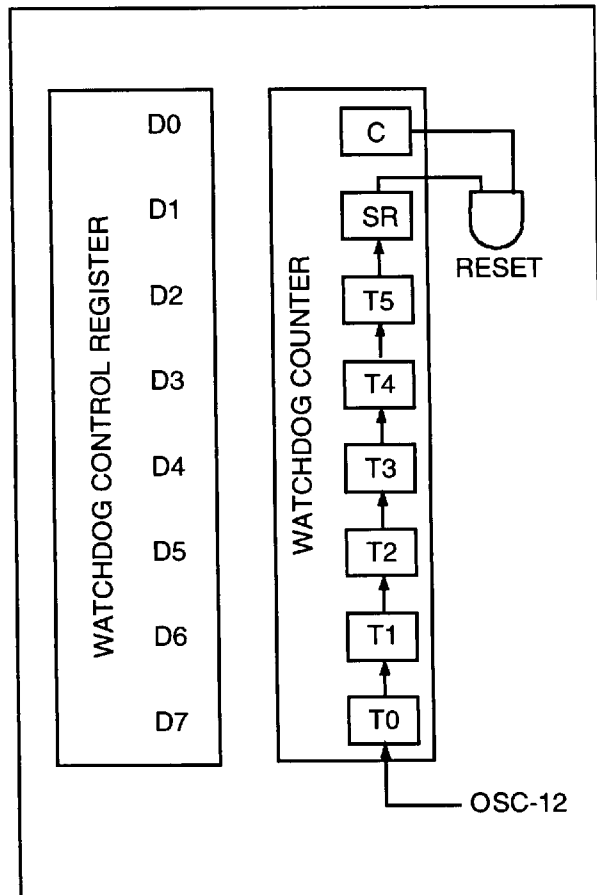 WATCHDOG CONTROL REGISTER
D0
D1
D2
D3
D4
D5
D6
D7
WATCHDOG COUNTER
C
SR
T5
T4
T3
T2
T1
T0
RESET
OSC-12